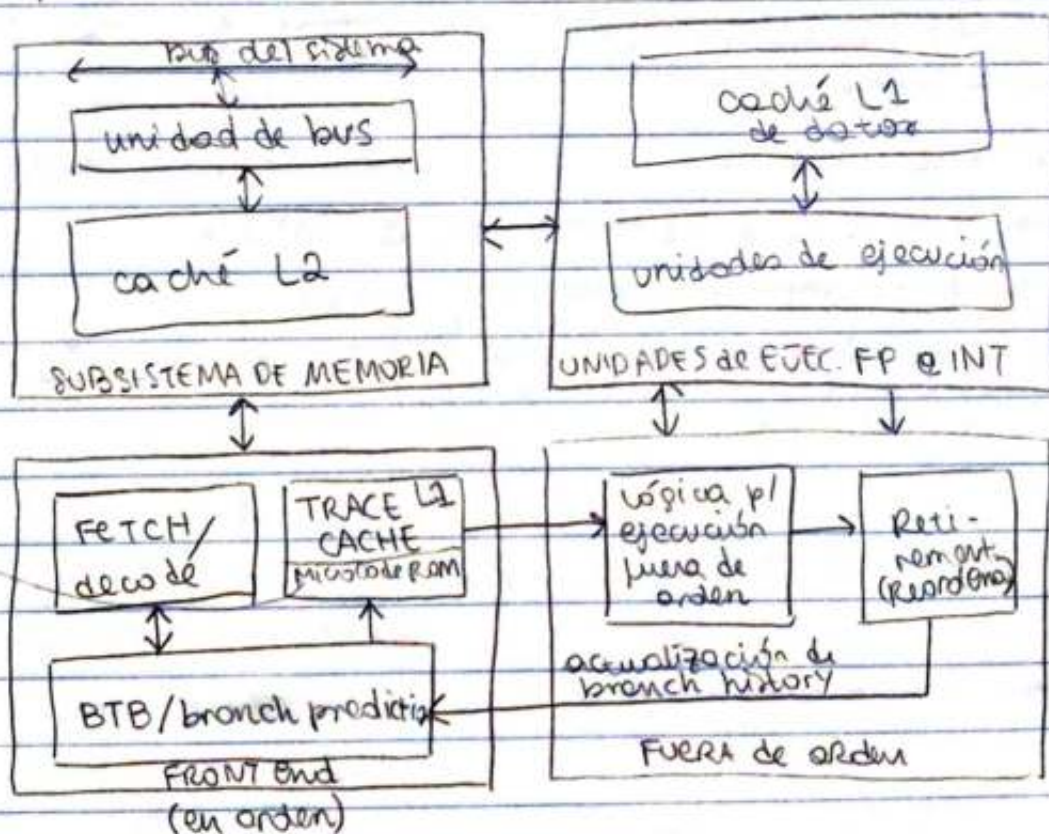 bus del sistema
unidad de bus
caché L2
SUBSISTEMA DE MEMORIA
caché L1
de datos
unidades de ejecución
UNIDADES de EJEC. FP e INT
FETCH/
decode
TRACE L1
CACHE
Microcode ROM
BTB/branch predictio
FRONT End
(en orden)
Lógica p/
ejecución
fuera de
orden
Reti-
rement
(Reordena)
actualización de
branch history
FUERA de ORden